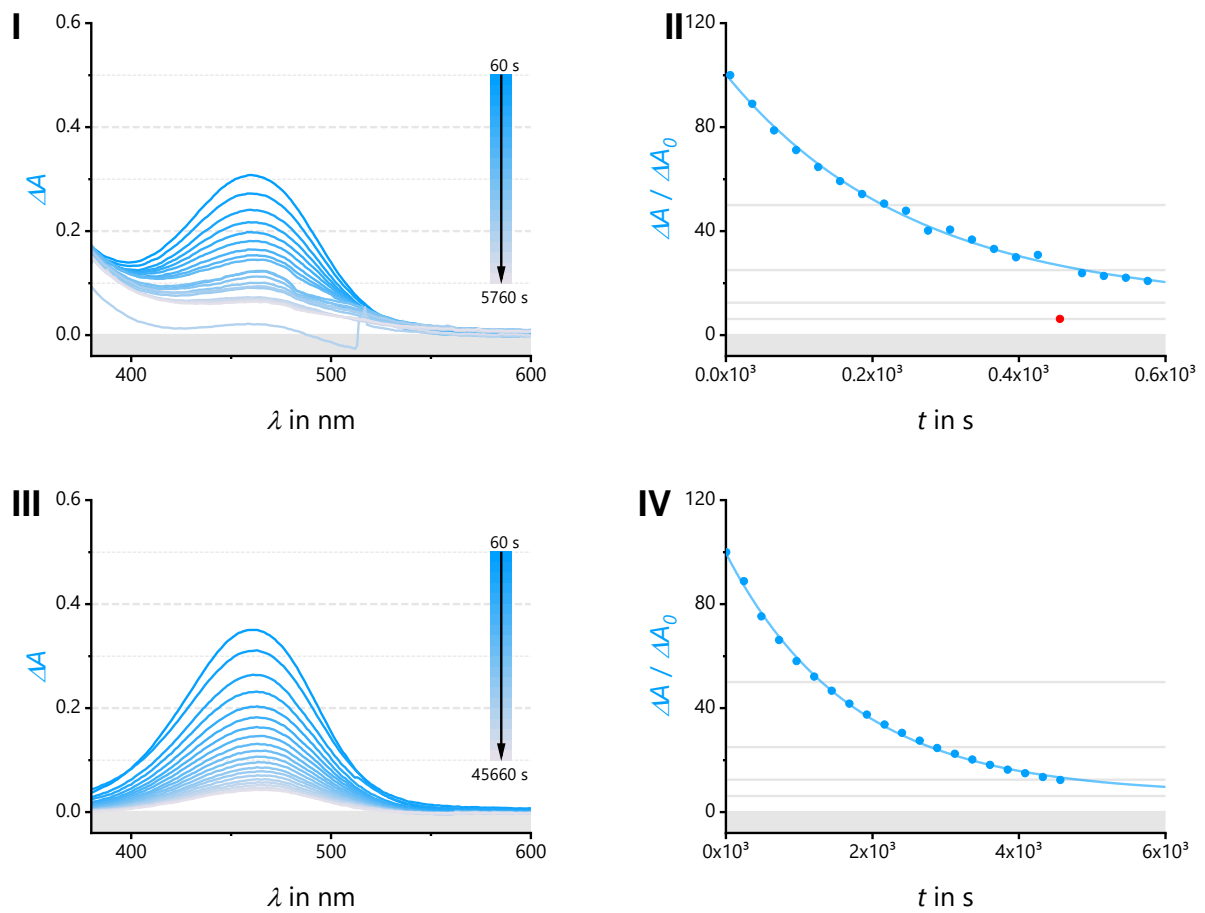 I
0.6
0.4
0.2
0.0
ΔA
60 s
5760 s
400
500
600
λ in nm
II
120
80
40
0
ΔA / ΔA₀
0.0x10³
0.2x10³
0.4x10³
0.6x10³
t in s
III
0.6
0.4
0.2
0.0
ΔA
60 s
45660 s
400
500
600
λ in nm
IV
120
80
40
0
ΔA / ΔA₀
0x10³
2x10³
4x10³
6x10³
t in s